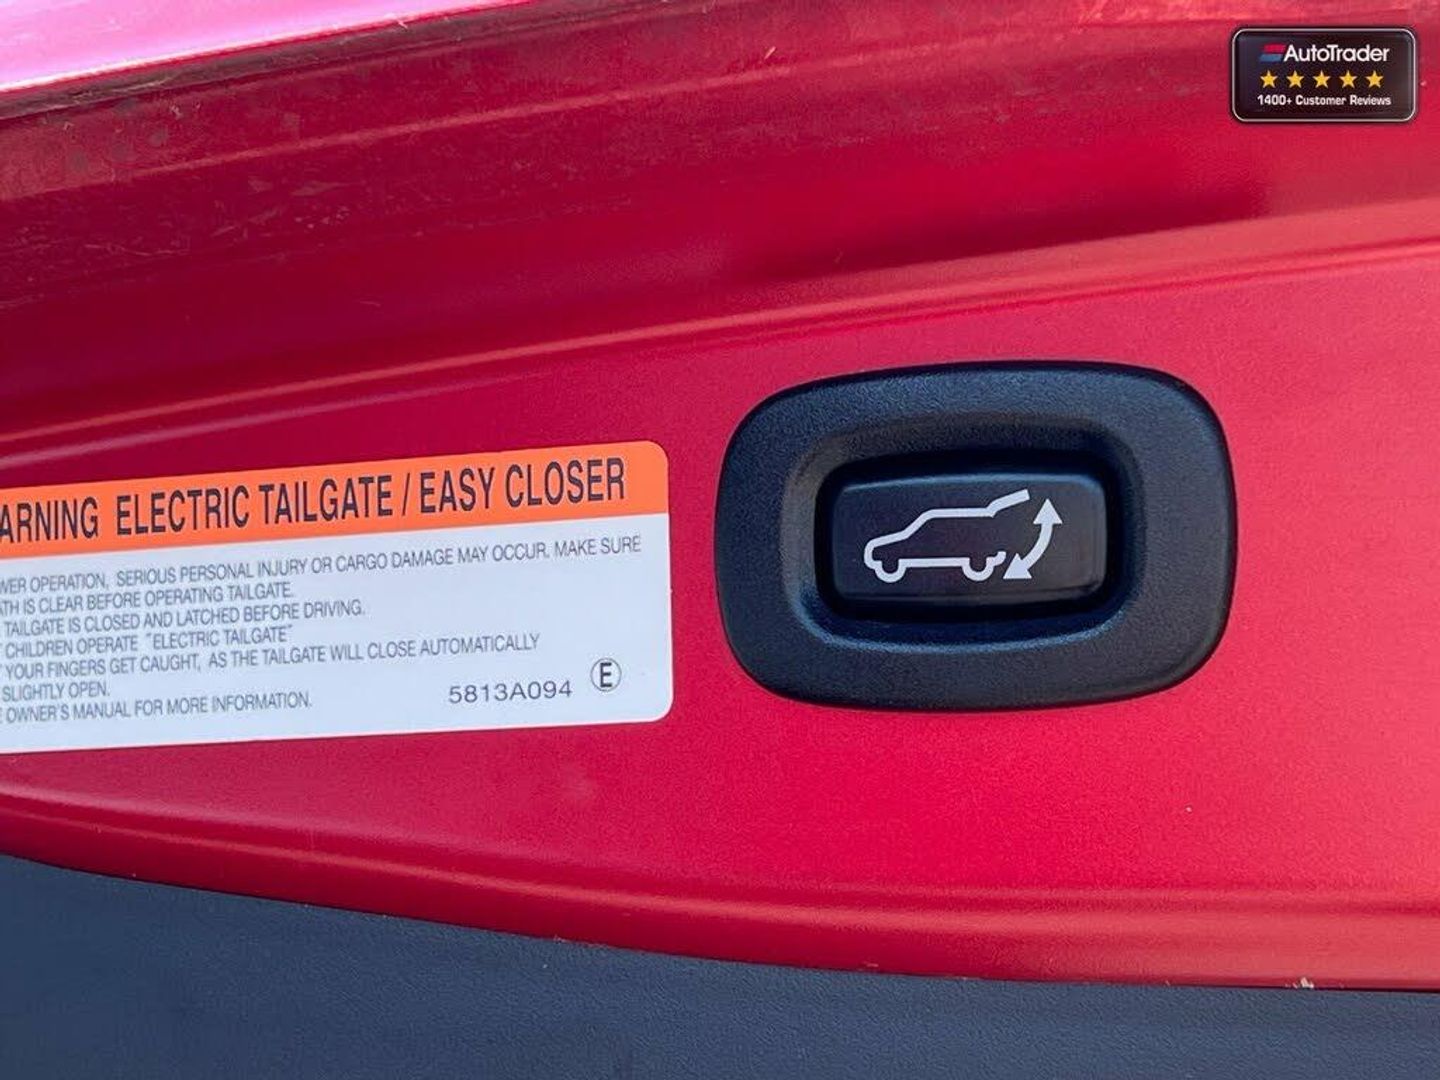 AutoTrader
1400+ Customer Reviews
ARNING ELECTRIC TAILGATE / EASY CLOSER
WER OPERATION, SERIOUS PERSONAL INJURY OR CARGO DAMAGE MAY OCCUR. MAKE SURE
ATH IS CLEAR BEFORE OPERATING TAILGATE.
TAILGATE IS CLOSED AND LATCHED BEFORE DRIVING.
CHILDREN OPERATE "ELECTRIC TAILGATE"
YOUR FINGERS GET CAUGHT, AS THE TAILGATE WILL CLOSE AUTOMATICALLY
SLIGHTLY OPEN.
OWNER'S MANUAL FOR MORE INFORMATION.
5813A094 E